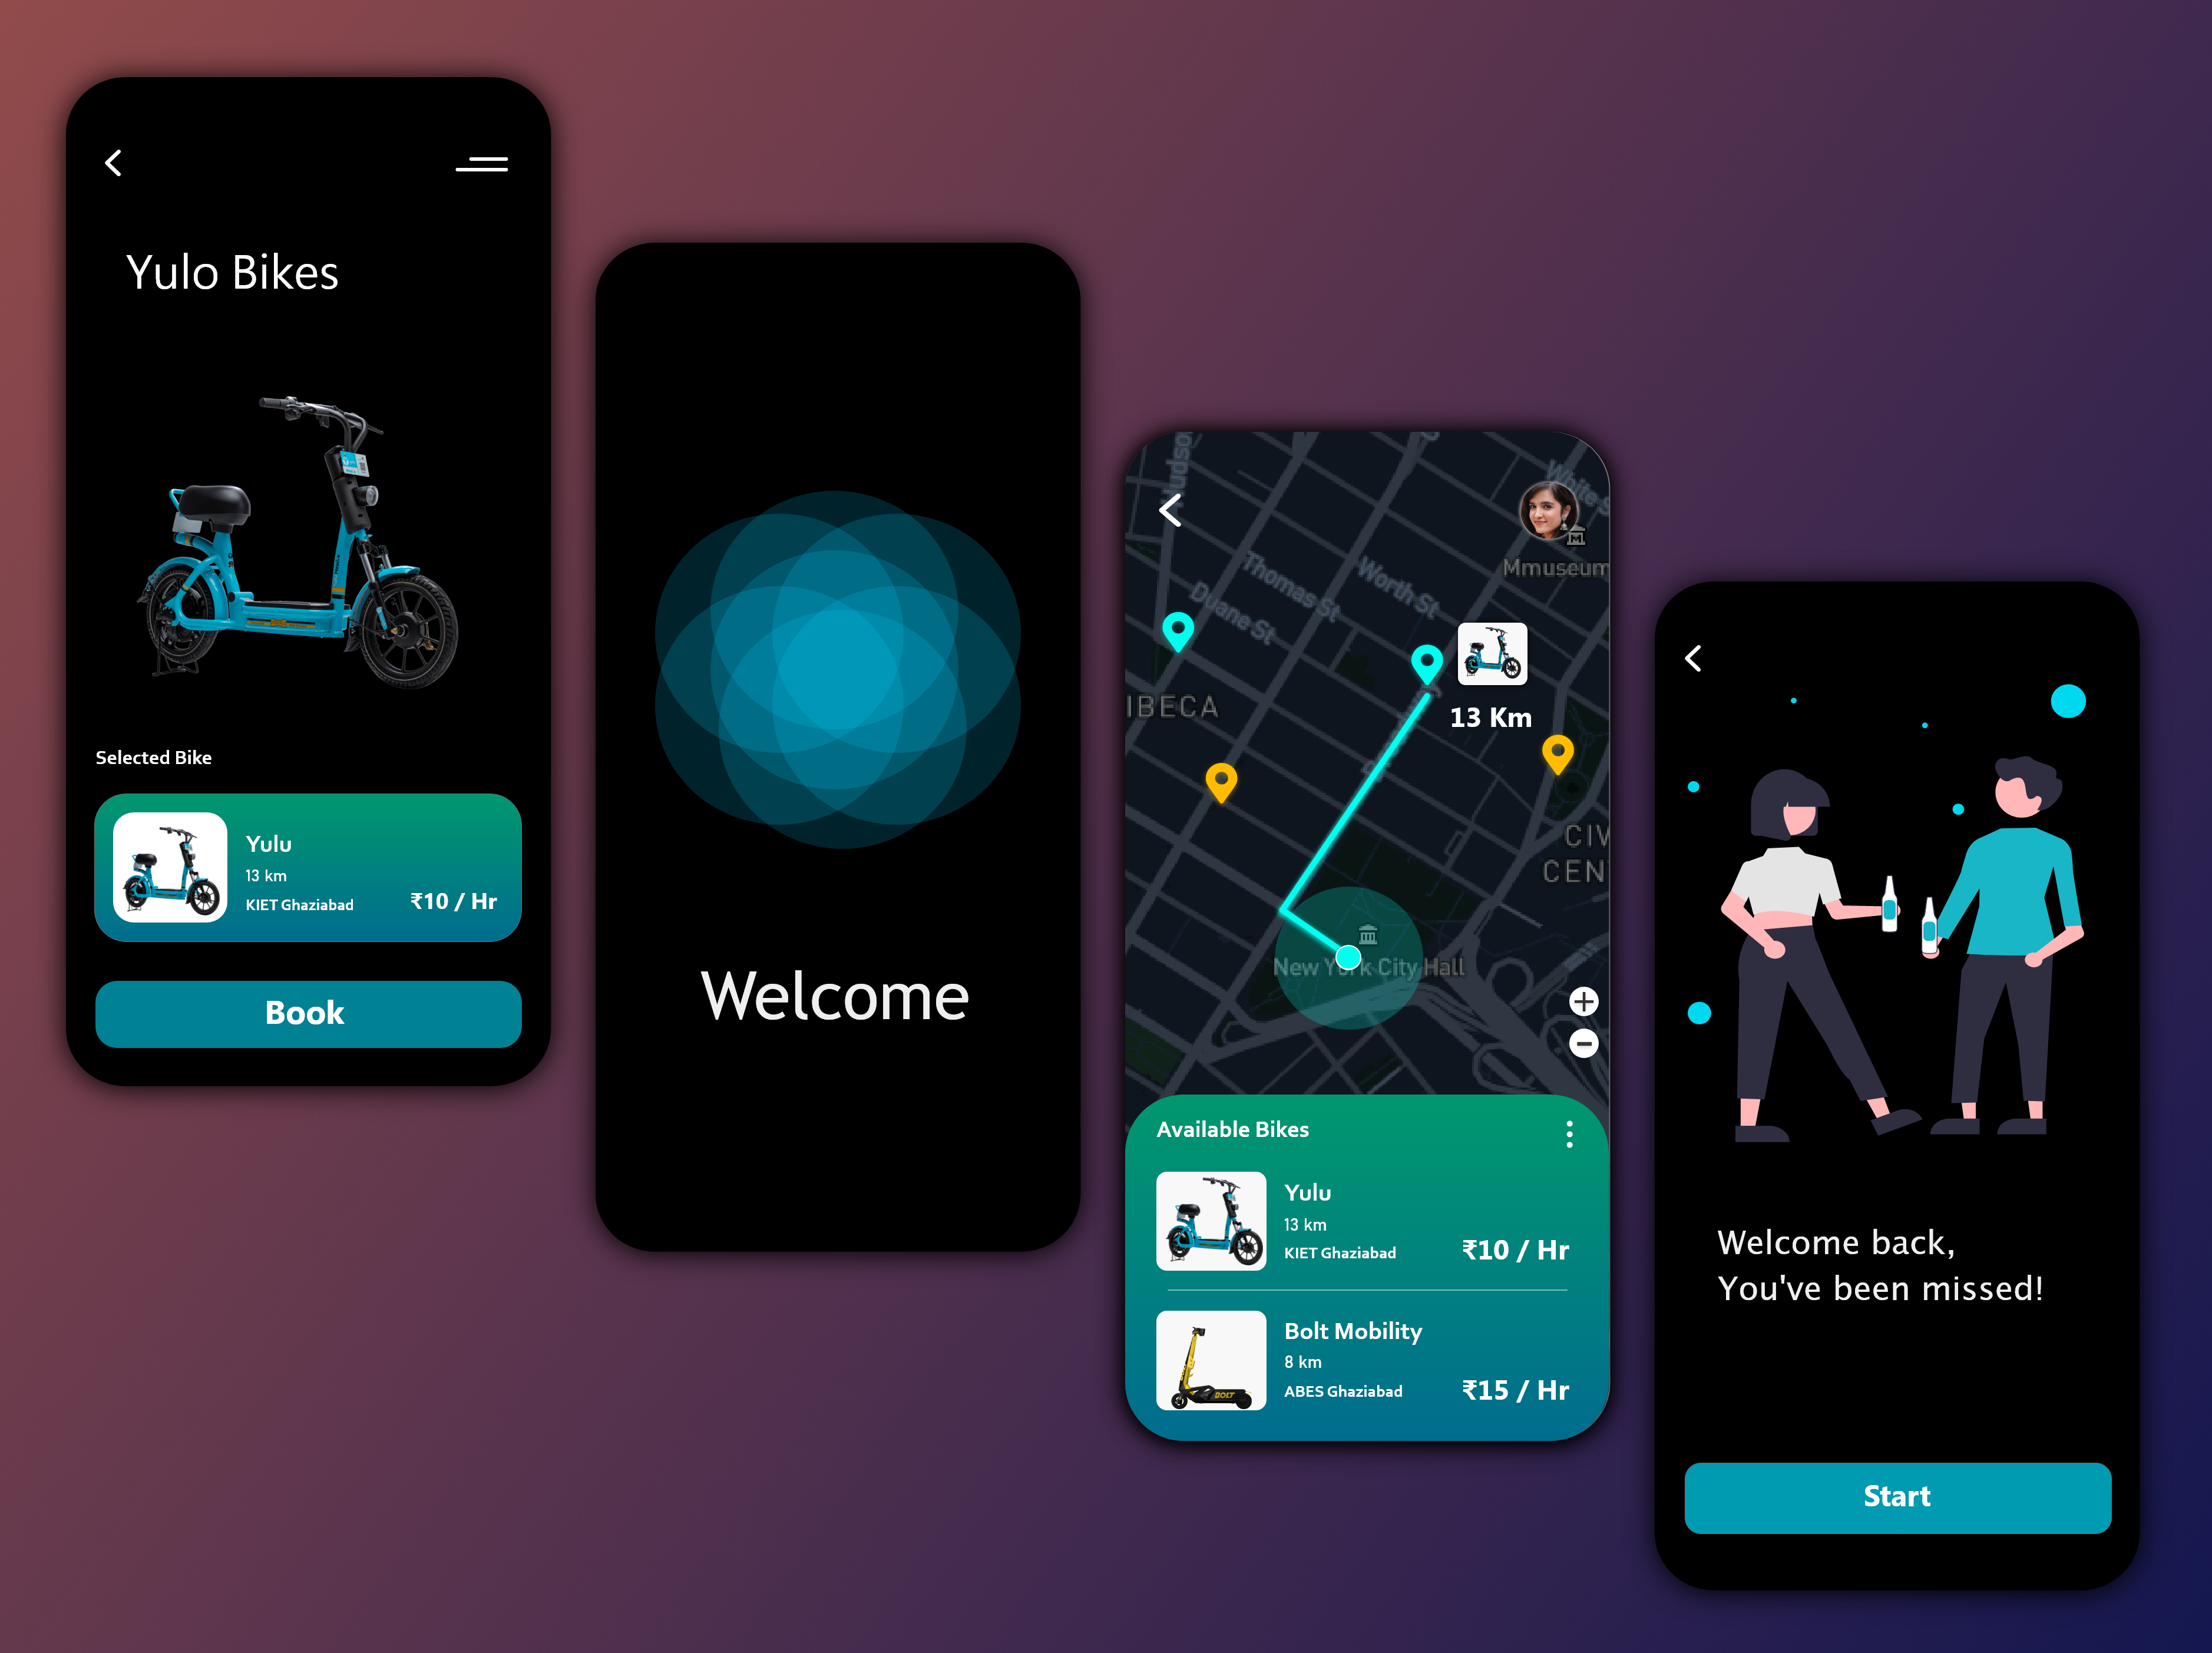 Yulo Bikes
Selected Bike
Yulu
13 km
KIET Ghaziabad
₹10 / Hr
Book
Welcome
White S
Mmuseum
Thomas St
Worth St
Duane St
IBECA
13 Km
CIV
CENT
New York City Hall
Available Bikes
Yulu
13 km
KIET Ghaziabad
₹10 / Hr
BOLT
Bolt Mobility
8 km
ABES Ghaziabad
₹15 / Hr
Welcome back,
You've been missed!
Start